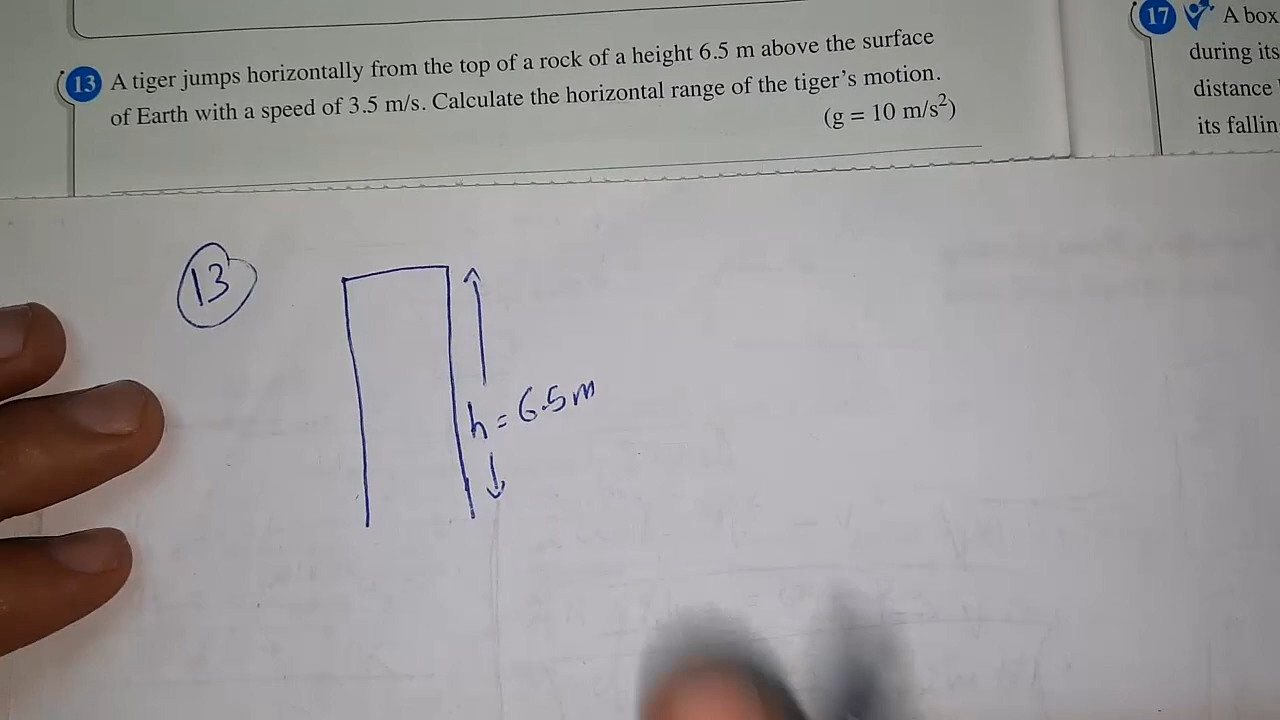 13 A tiger jumps horizontally from the top of a rock of a height 6.5 m above the surface
of Earth with a speed of 3.5 m/s. Calculate the horizontal range of the tiger's motion.
(g = 10 m/s²)
17 A box
during its
distance
its fallin
13
h = 6.5 m